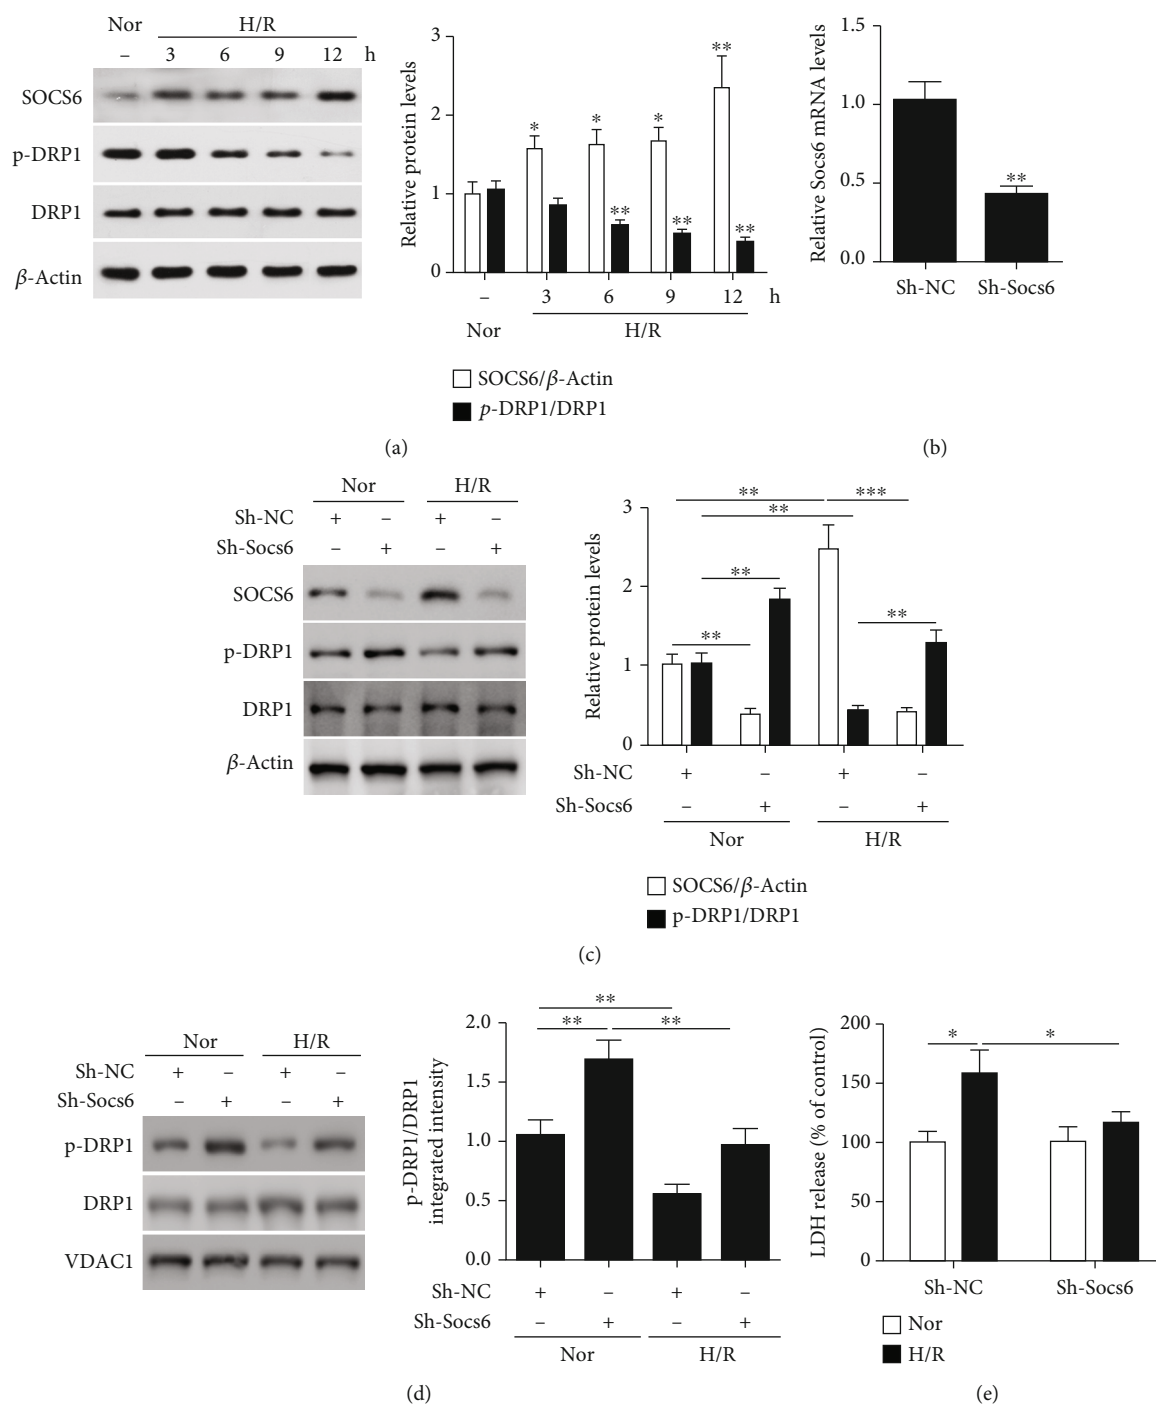 Nor H/R
– 3 6 9 12 h
SOCS6
p-DRP1
DRP1
β-Actin
Relative protein levels
3
2
1
0
* * * **
** ** **
– 3 6 9 12 h
Nor H/R
SOCS6/β-Actin
p-DRP1/DRP1
(a)
Relative Socs6 mRNA levels
1.5
1.0
0.5
0.0
**
Sh-NC Sh-Socs6
(b)
Nor H/R
Sh-NC + – + –
Sh-Socs6 – + – +
SOCS6
p-DRP1
DRP1
β-Actin
Relative protein levels
3
2
1
0
** ***
**
**
**
**
Sh-NC + – + –
Sh-Socs6 – + – +
Nor H/R
SOCS6/β-Actin
p-DRP1/DRP1
(c)
Nor H/R
Sh-NC + – + –
Sh-Socs6 – + – +
p-DRP1
DRP1
VDAC1
p-DRP1/DRP1
integrated intensity
2.0
1.5
1.0
0.5
0.0
**
** **
Sh-NC + – + –
Sh-Socs6 – + – +
Nor H/R
(d)
LDH release (% of control)
200
150
100
50
0
* *
Sh-NC Sh-Socs6
Nor
H/R
(e)